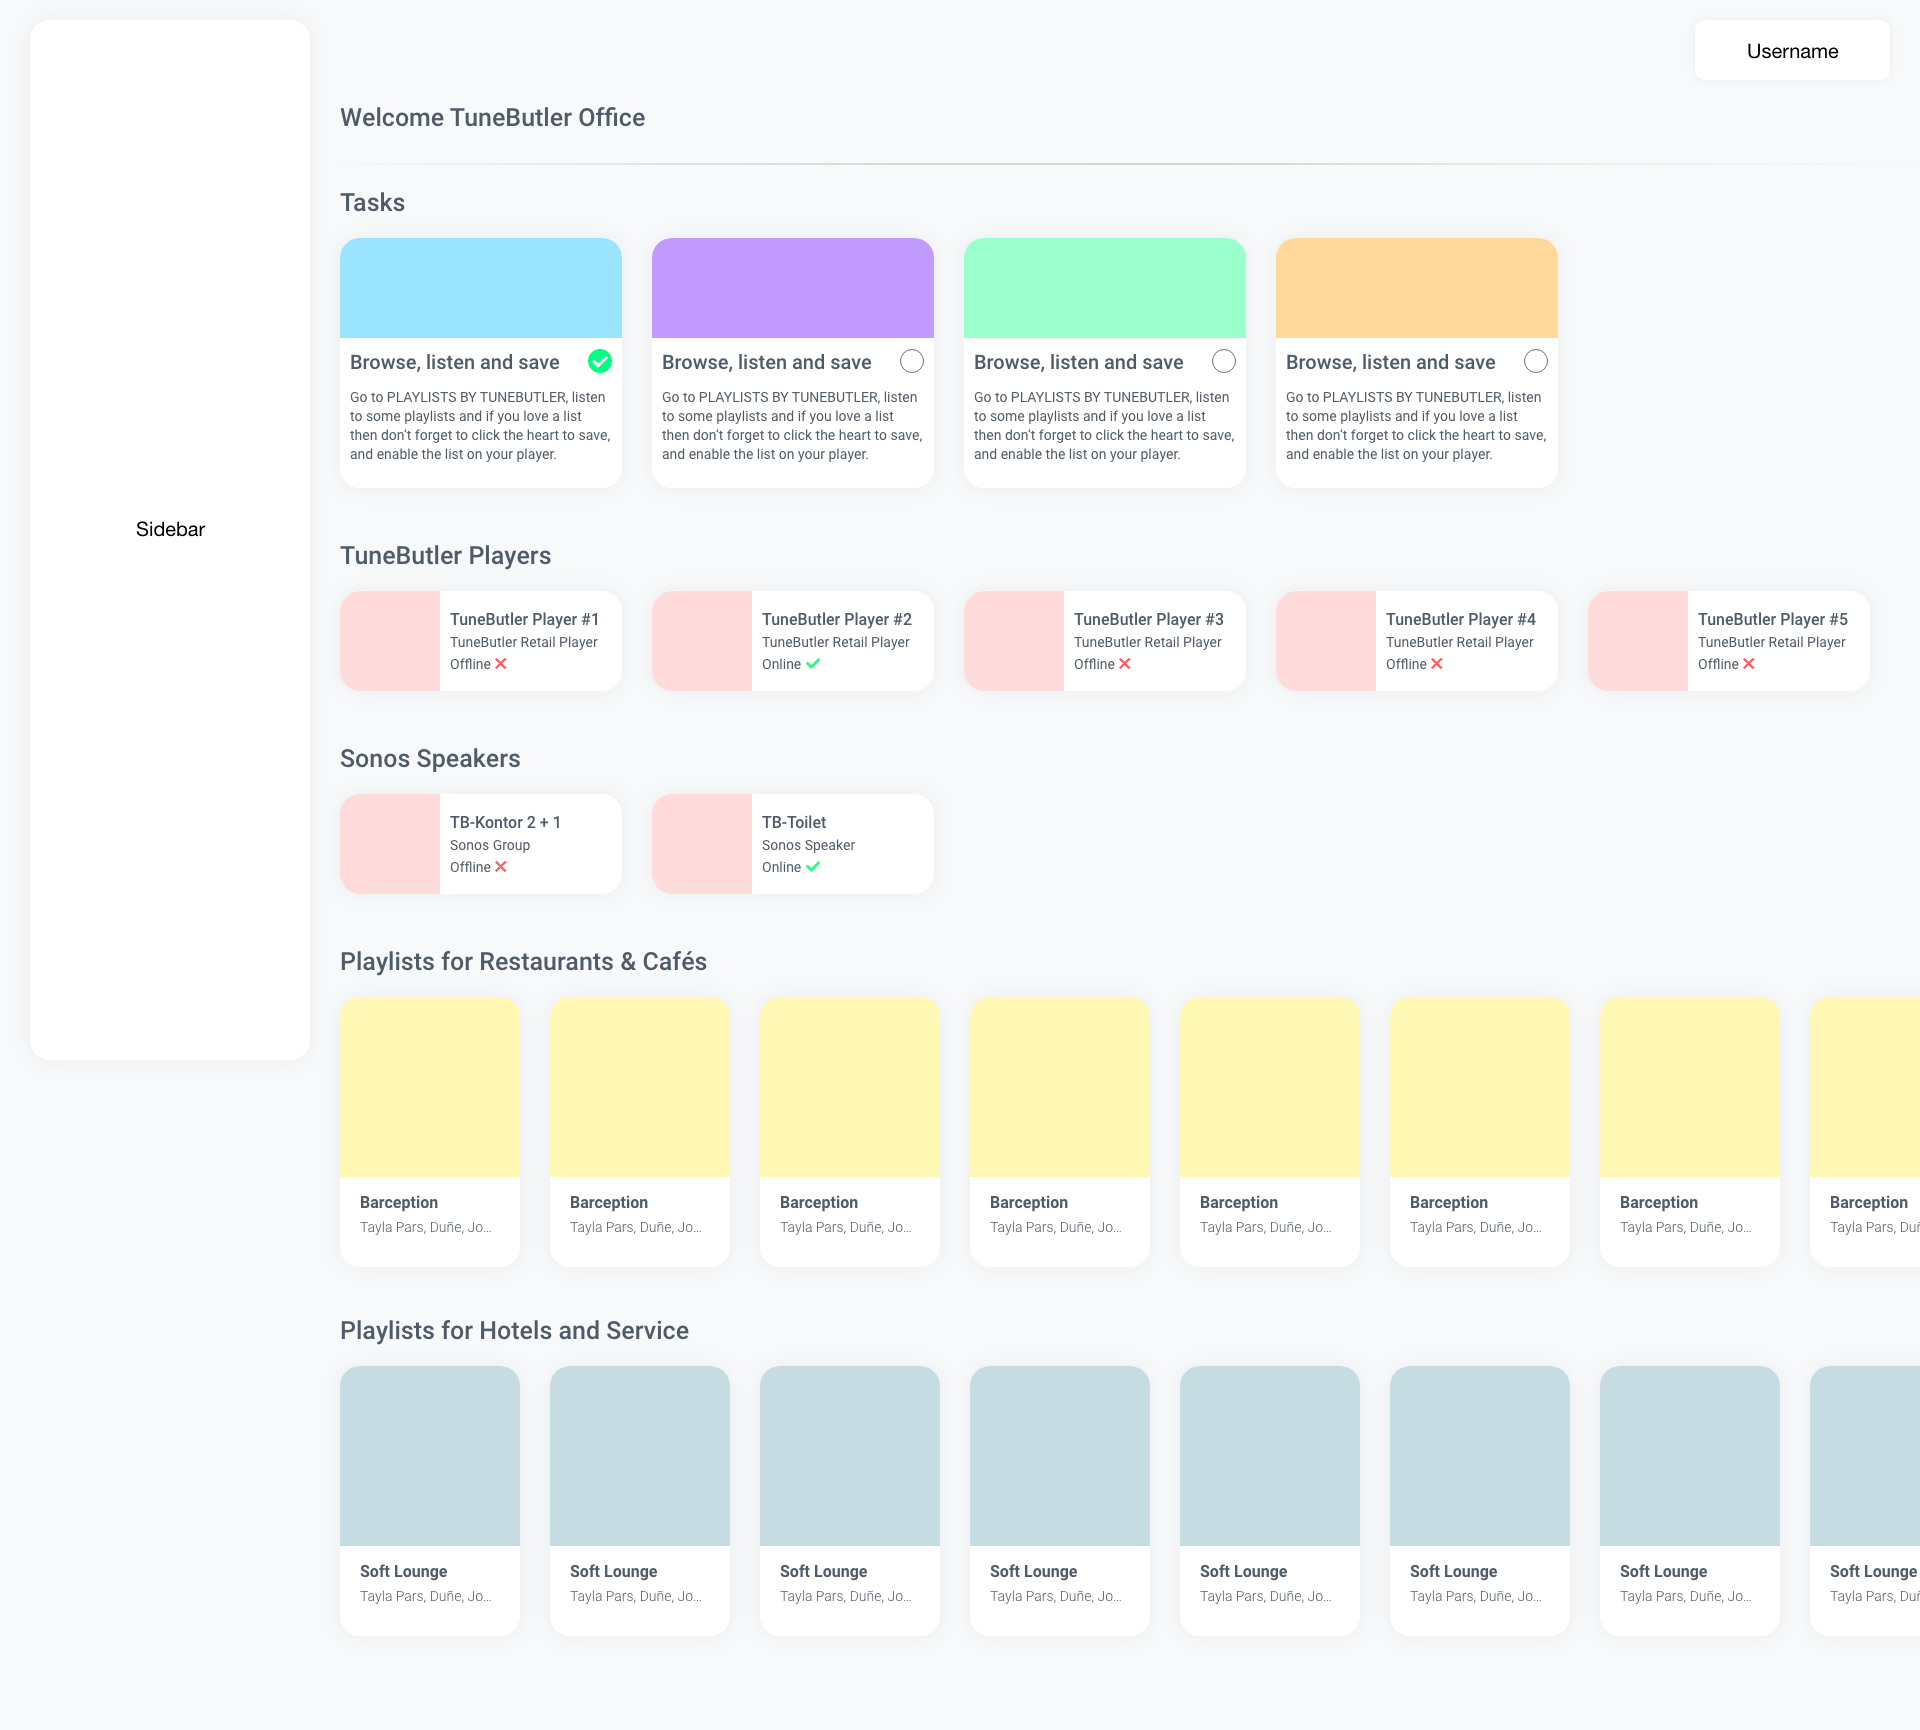 Username
Welcome TuneButler Office
Sidebar
Tasks
Browse, listen and save
Go to PLAYLISTS BY TUNEBUTLER, listen
to some playlists and if you love a list
then don’t forget to click the heart to save,
and enable the list on your player.
Browse, listen and save
Go to PLAYLISTS BY TUNEBUTLER, listen
to some playlists and if you love a list
then don’t forget to click the heart to save,
and enable the list on your player.
Browse, listen and save
Go to PLAYLISTS BY TUNEBUTLER, listen
to some playlists and if you love a list
then don’t forget to click the heart to save,
and enable the list on your player.
Browse, listen and save
Go to PLAYLISTS BY TUNEBUTLER, listen
to some playlists and if you love a list
then don’t forget to click the heart to save,
and enable the list on your player.
TuneButler Players
TuneButler Player #1
TuneButler Retail Player
Offline
TuneButler Player #2
TuneButler Retail Player
Online
TuneButler Player #3
TuneButler Retail Player
Offline
TuneButler Player #4
TuneButler Retail Player
Offline
TuneButler Player #5
TuneButler Retail Player
Offline
Sonos Speakers
TB-Kontor 2 + 1
Sonos Group
Offline
TB-Toilet
Sonos Speaker
Online
Playlists for Restaurants & Cafés
Barception
Tayla Pars, Duñe, Jo...
Barception
Tayla Pars, Duñe, Jo...
Barception
Tayla Pars, Duñe, Jo...
Barception
Tayla Pars, Duñe, Jo...
Barception
Tayla Pars, Duñe, Jo...
Barception
Tayla Pars, Duñe, Jo...
Barception
Tayla Pars, Duñe, Jo...
Barception
Tayla Pars,
Playlists for Hotels and Service
Soft Lounge
Tayla Pars, Duñe, Jo...
Soft Lounge
Tayla Pars, Duñe, Jo...
Soft Lounge
Tayla Pars, Duñe, Jo...
Soft Lounge
Tayla Pars, Duñe, Jo...
Soft Lounge
Tayla Pars, Duñe, Jo...
Soft Lounge
Tayla Pars, Duñe, Jo...
Soft Lounge
Tayla Pars, Duñe, Jo...
Soft Lounge
Tayla Pars,